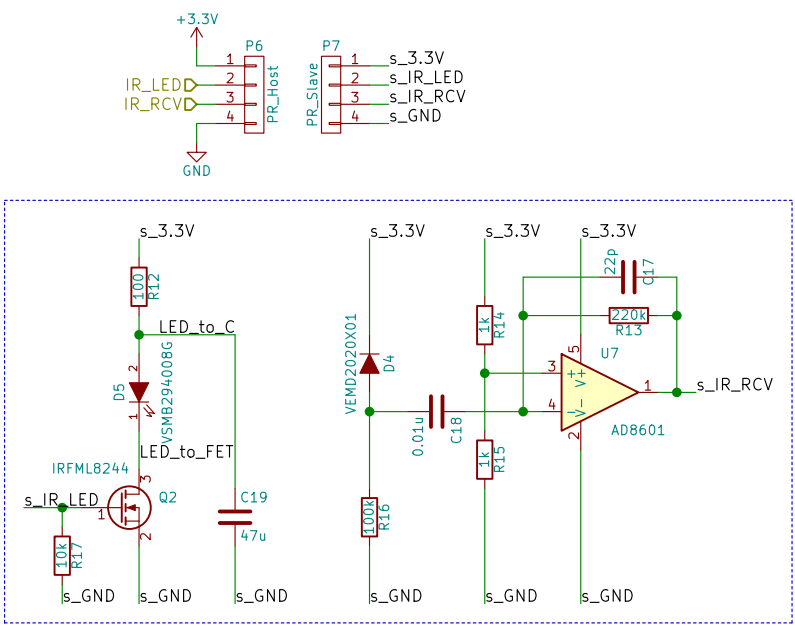 +3.3V
P6
P7
1
2
3
4
IR_LED
IR_RCV
GND
PR_Host
PR_Slave
1
2
3
4
s_3.3V
s_IR_LED
s_IR_RCV
s_GND
s_3.3V
100
R12
LED_to_C
D5
2
1
VSMB294008G
LED_to_FET
IRFML8244
s_IR_LED
1
3
2
Q2
10k
R17
C19
47u
s_GND
s_GND
s_GND
s_3.3V
VEMD2020X01
D4
0.01u
C18
100k
R16
s_GND
s_3.3V
1k
R14
1k
R15
s_GND
s_3.3V
22p
C17
220k
R13
U7
5
3
4
2
1
+
V+
-
V-
AD8601
s_IR_RCV
s_GND